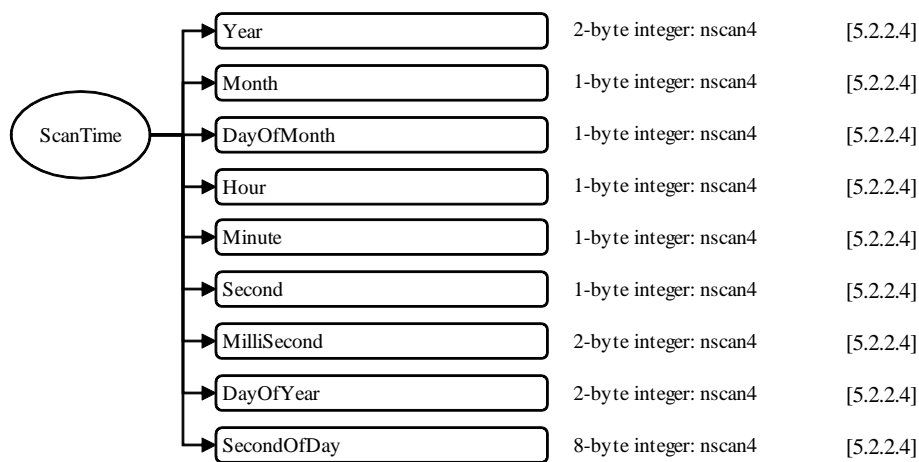 Year 2-byte integer: nscan4 [5.2.2.4]
Month 1-byte integer: nscan4 [5.2.2.4]
ScanTime
DayOfMonth 1-byte integer: nscan4 [5.2.2.4]
Hour 1-byte integer: nscan4 [5.2.2.4]
Minute 1-byte integer: nscan4 [5.2.2.4]
Second 1-byte integer: nscan4 [5.2.2.4]
MilliSecond 2-byte integer: nscan4 [5.2.2.4]
DayOfYear 2-byte integer: nscan4 [5.2.2.4]
SecondOfDay 8-byte integer: nscan4 [5.2.2.4]